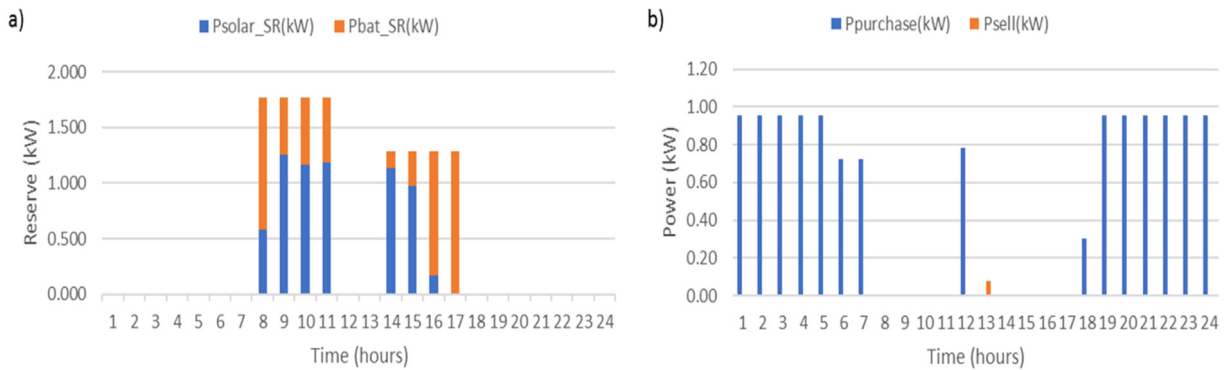 a)
Psolar_SR(kW) Pbat_SR(kW)
2.000
1.500
1.000
0.500
0.000
Reserve (kW)
1 2 3 4 5 6 7 8 9 10 11 12 13 14 15 16 17 18 19 20 21 22 23 24
Time (hours)
b)
Ppurchase(kW) Psell(kW)
1.20
1.00
0.80
0.60
0.40
0.20
0.00
Power (kW)
1 2 3 4 5 6 7 8 9 10 11 12 13 14 15 16 17 18 19 20 21 22 23 24
Time (hours)